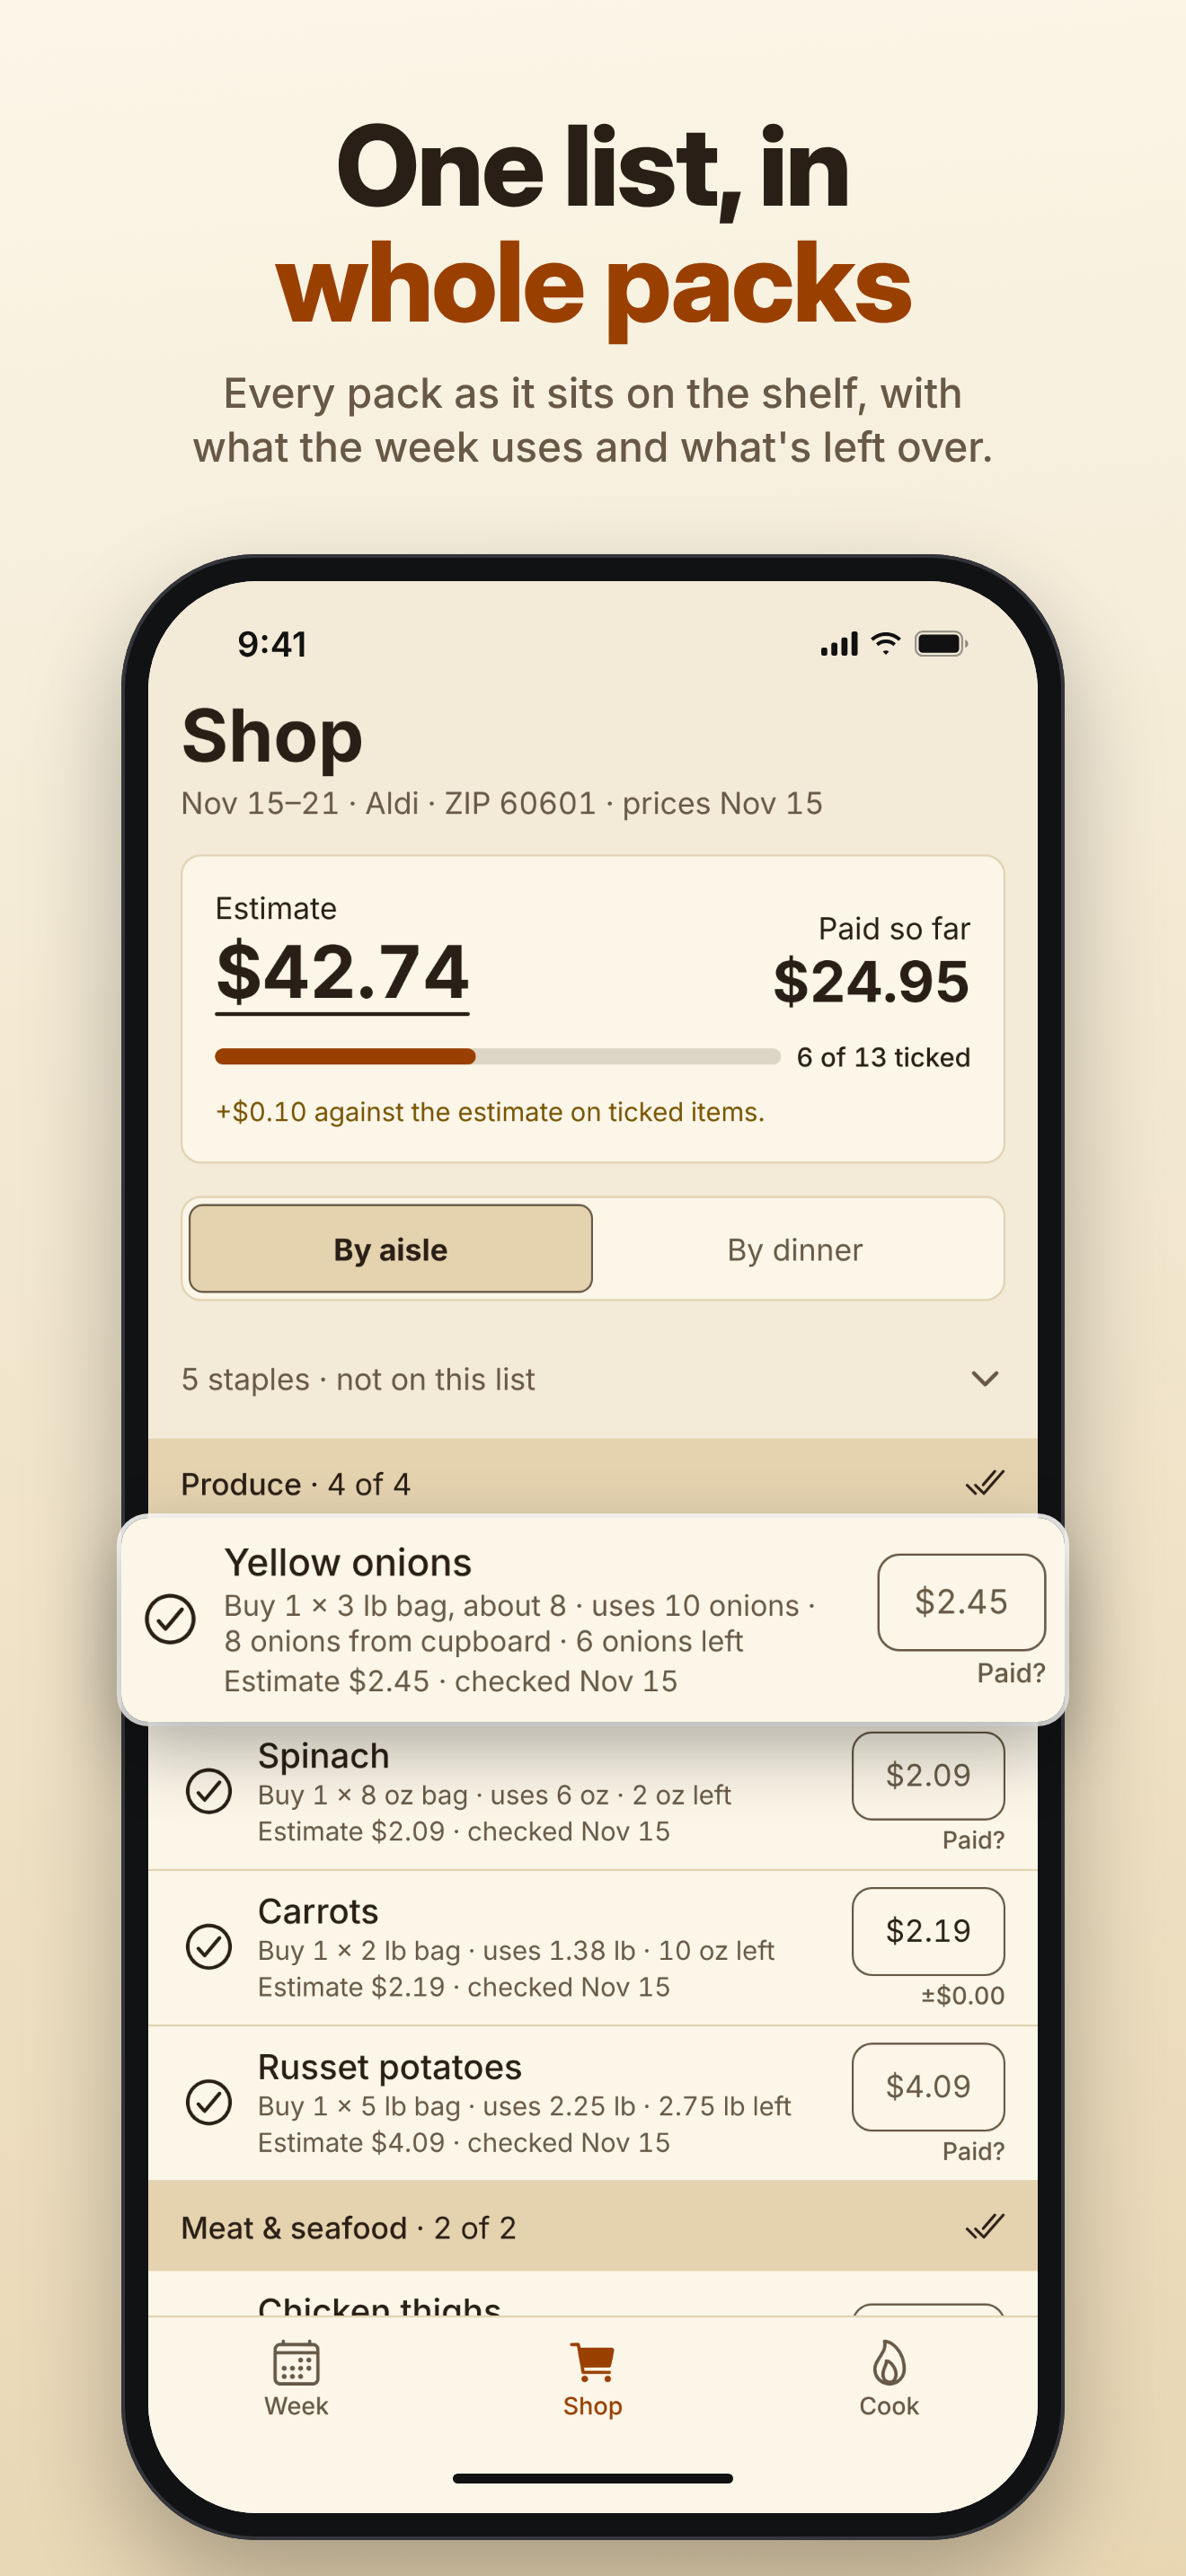 One list, in
whole packs
Every pack as it sits on the shelf, with
what the week uses and what's left over.
9:41
Shop
Nov 15–21 · Aldi · ZIP 60601 · prices Nov 15
Estimate
$42.74
Paid so far
$24.95
6 of 13 ticked
+$0.10 against the estimate on ticked items.
By aisle
By dinner
5 staples · not on this list
Produce · 4 of 4
Yellow onions
Buy 1 × 3 lb bag, about 8 · uses 10 onions ·
8 onions from cupboard · 6 onions left
Estimate $2.45 · checked Nov 15
$2.45
Paid?
Spinach
Buy 1 × 8 oz bag · uses 6 oz · 2 oz left
Estimate $2.09 · checked Nov 15
$2.09
Paid?
Carrots
Buy 1 × 2 lb bag · uses 1.38 lb · 10 oz left
Estimate $2.19 · checked Nov 15
$2.19
±$0.00
Russet potatoes
Buy 1 × 5 lb bag · uses 2.25 lb · 2.75 lb left
Estimate $4.09 · checked Nov 15
$4.09
Paid?
Meat & seafood · 2 of 2
Chicken thighs
Week
Shop
Cook